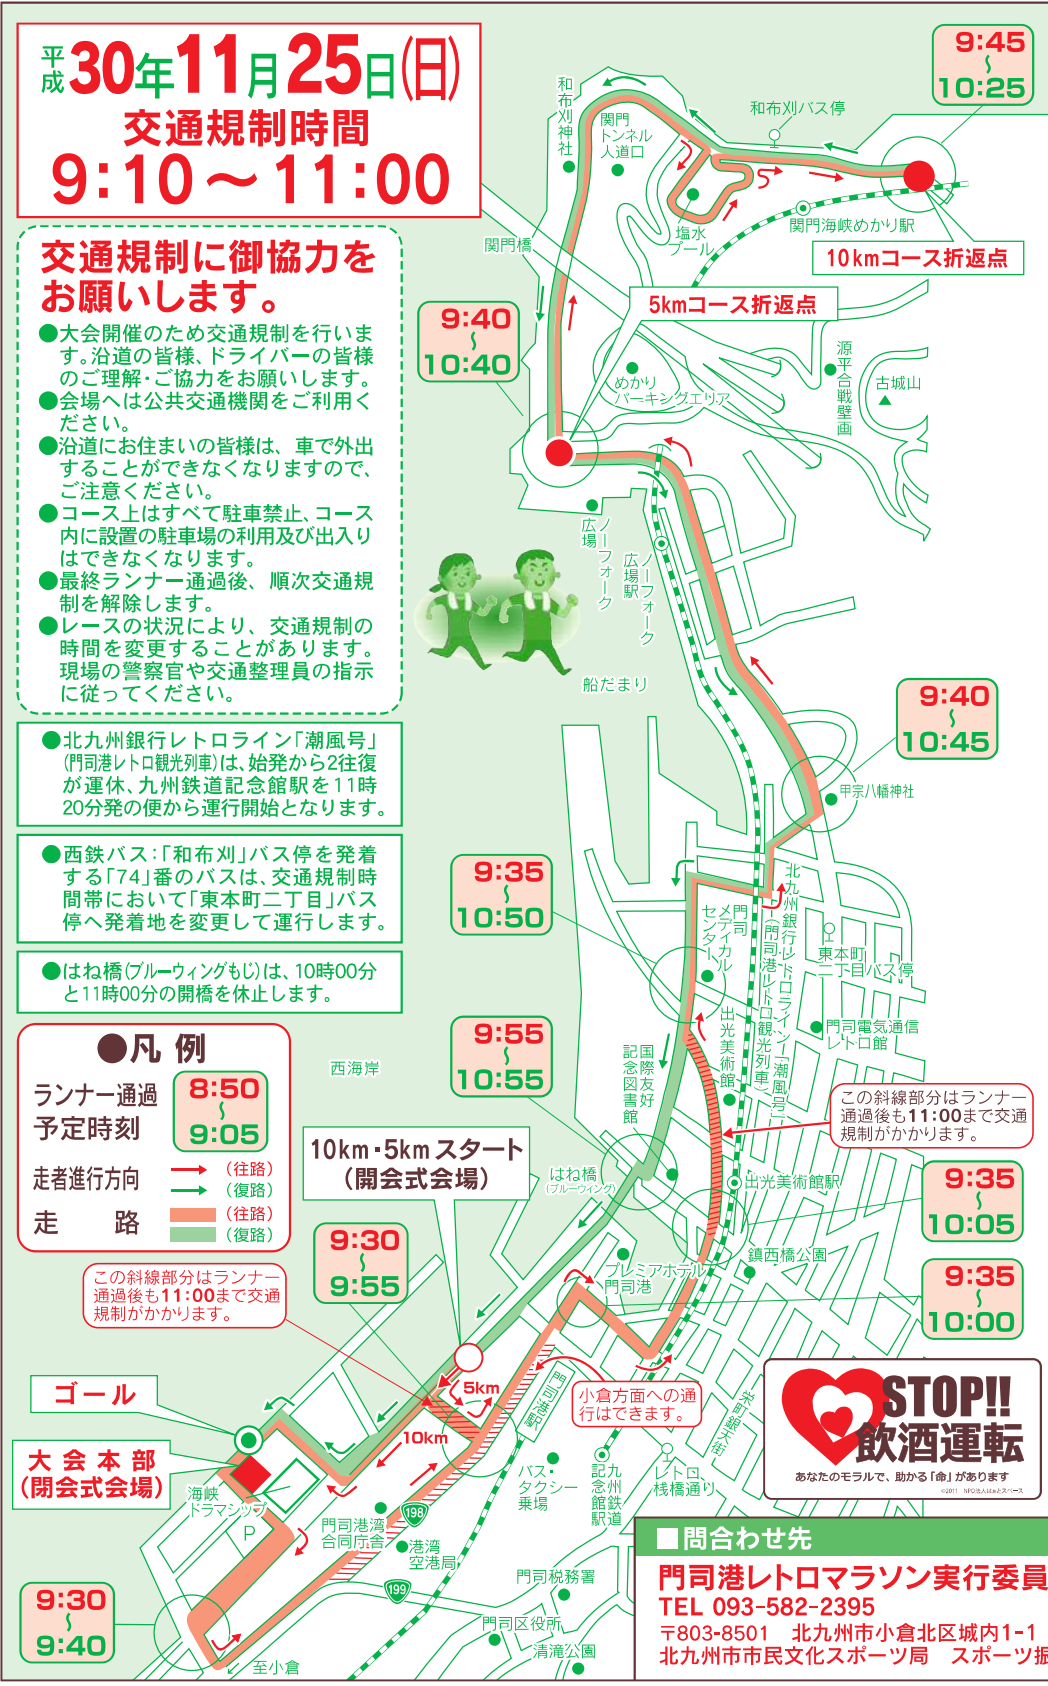 平成30年11月25日(日)
交通規制時間
9:10～11:00
交通規制に御協力を
お願いします。
●大会開催のため交通規制を行いま
す。沿道の皆様、ドライバーの皆様
のご理解・ご協力をお願いします。
●会場へは公共交通機関をご利用く
ださい。
●沿道にお住まいの皆様は、車で外出
することができなくなりますので、
ご注意ください。
●コース上はすべて駐車禁止、コース
内に設置の駐車場の利用及び出入り
はできなくなります。
●最終ランナー通過後、順次交通規
制を解除します。
●レースの状況により、交通規制の
時間を変更することがあります。
現場の警察官や交通整理員の指示
に従ってください。
●北九州銀行レトロライン「潮風号」
(門司港レトロ観光列車)は、始発から2往復
が運休、九州鉄道記念館駅を11時
20分発の便から運行開始となります。
●西鉄バス:「和布刈」バス停を発着
する「74」番のバスは、交通規制時
間帯において「東本町二丁目」バス
停へ発着地を変更して運行します。
●はね橋(ブルーウィングもじ)は、10時00分
と11時00分の開橋を休止します。
●凡例
ランナー通過
予定時刻
8:50
～
9:05
走者進行方向
(往路)
(復路)
走 路
(往路)
(復路)
9:45
～
10:25
和布刈神社
関門
トンネル
人道口
和布刈バス停
塩水
プール
関門海峡めかり駅
10kmコース折返点
関門橋
5kmコース折返点
9:40
～
10:40
めかり
パーキングエリア
源平合戦壁画
古城山
ノーフォーク
広場
ノーフォーク
広場駅
船だまり
9:40
～
10:45
甲宗八幡神社
9:35
～
10:50
門司
メディカル
センター
北九州銀行レトロライン「潮風号」
(門司港レトロ観光列車)
東本町
二丁目バス停
門司電気通信
レトロ館
出光美術館
9:55
～
10:55
西海岸
国際友好
記念図書館
この斜線部分はランナー
通過後も11:00まで交通
規制がかかります。
10km・5kmスタート
(開会式会場)
はね橋
(ブルーウィング)
出光美術館駅
9:35
～
10:05
鎮西橋公園
プレミアホテル
門司港
9:35
～
10:00
9:30
～
9:55
この斜線部分はランナー
通過後も11:00まで交通
規制がかかります。
5km
10km
門司港駅
小倉方面への通
行はできます。
栄町銀天街
ゴール
大会本部
(閉会式会場)
海峡
ドラマシップ
P
門司港湾
合同庁舎
198
港湾
空港局
199
バス・
タクシー
乗場
九州鉄道
記念館駅
レトロ
桟橋通り
門司税務署
門司区役所
清滝公園
9:30
～
9:40
至小倉
STOP!!
飲酒運転
あなたのモラルで、助かる「命」があります
■問合わせ先
門司港レトロマラソン実行委員
TEL 093-582-2395
〒803-8501 北九州市小倉北区城内1-1
北九州市市民文化スポーツ局 スポーツ振